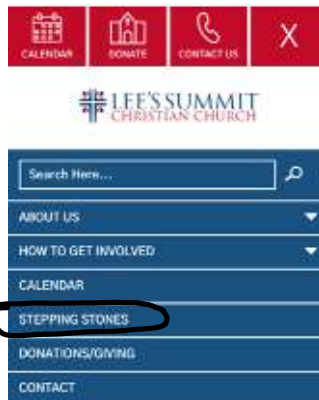 CALENDAR DONATE CONTACT US X
LEE'S SUMMIT
CHRISTIAN CHURCH
Search Here...
ABOUT US
HOW TO GET INVOLVED
CALENDAR
STEPPING STONES
DONATIONS/GIVING
CONTACT